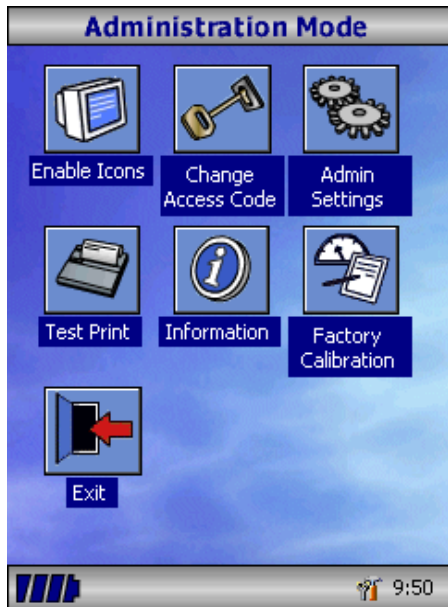 Administration Mode
Enable Icons
Change
Access Code
Admin
Settings
Test Print
Information
Factory
Calibration
Exit
9:50